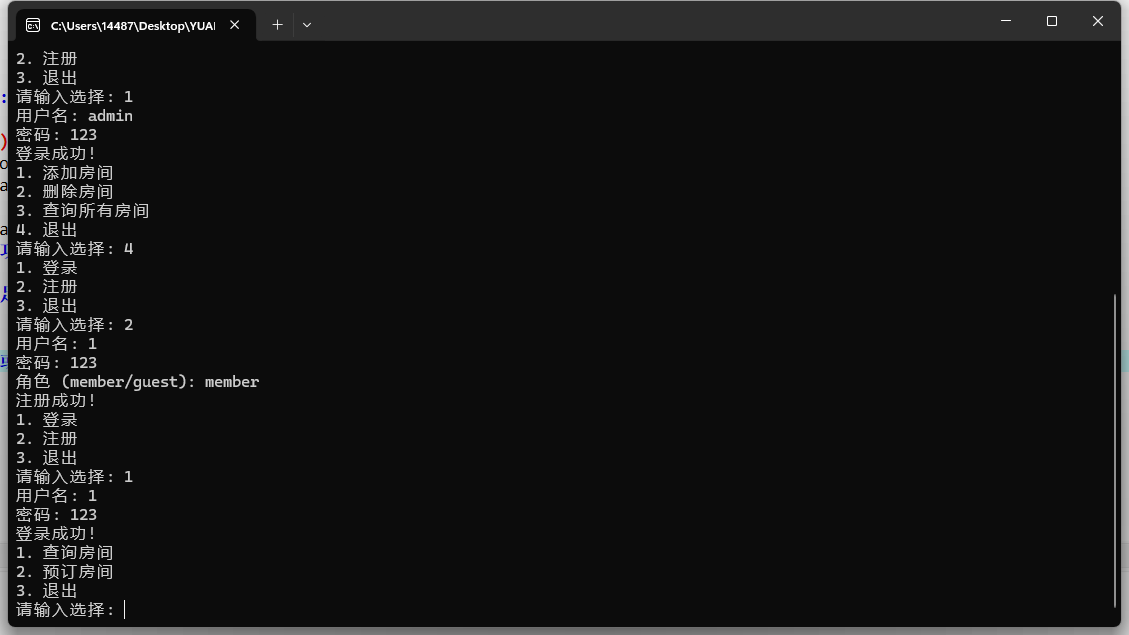 C:\Users\14487\Desktop\YUAI
2. 注册
3. 退出
请输入选择: 1
用户名: admin
密码: 123
登录成功!
1. 添加房间
2. 删除房间
3. 查询所有房间
4. 退出
请输入选择: 4
1. 登录
2. 注册
3. 退出
请输入选择: 2
用户名: 1
密码: 123
角色 (member/guest): member
注册成功!
1. 登录
2. 注册
3. 退出
请输入选择: 1
用户名: 1
密码: 123
登录成功!
1. 查询房间
2. 预订房间
3. 退出
请输入选择: